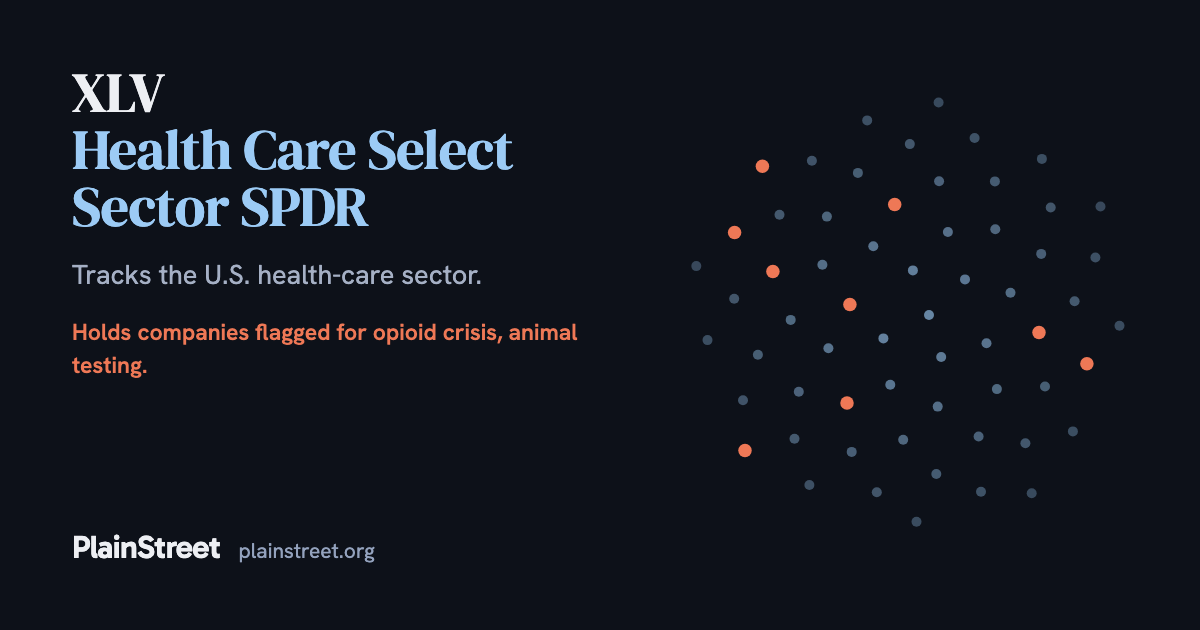 XLV
Health Care Select
Sector SPDR
Tracks the U.S. health-care sector.
Holds companies flagged for opioid crisis, animal
testing.
PlainStreet plainstreet.org